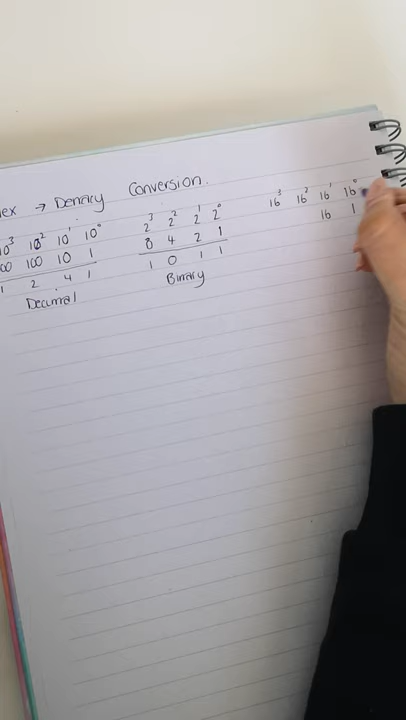 ex → Denary Conversion.
10³ 10² 10¹ 10⁰
00 100 10 1
1 2 4 1
Decimal
2³ 2² 2¹ 2⁰
8 4 2 1
1 0 1 1
Binary
16³ 16² 16¹ 16⁰
16 1